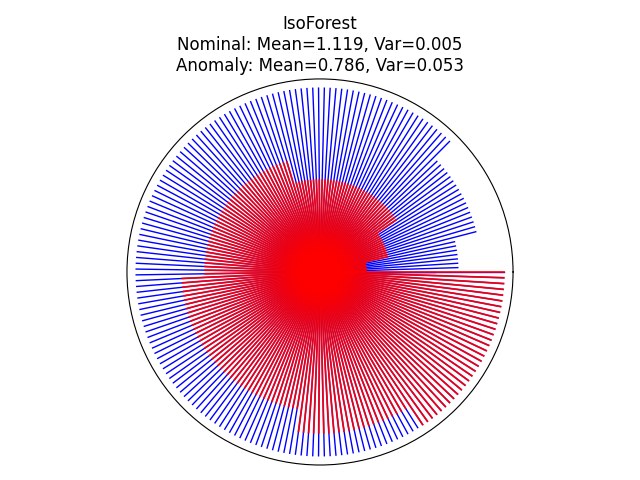 IsoForest
Nominal: Mean=1.119, Var=0.005
Anomaly: Mean=0.786, Var=0.053